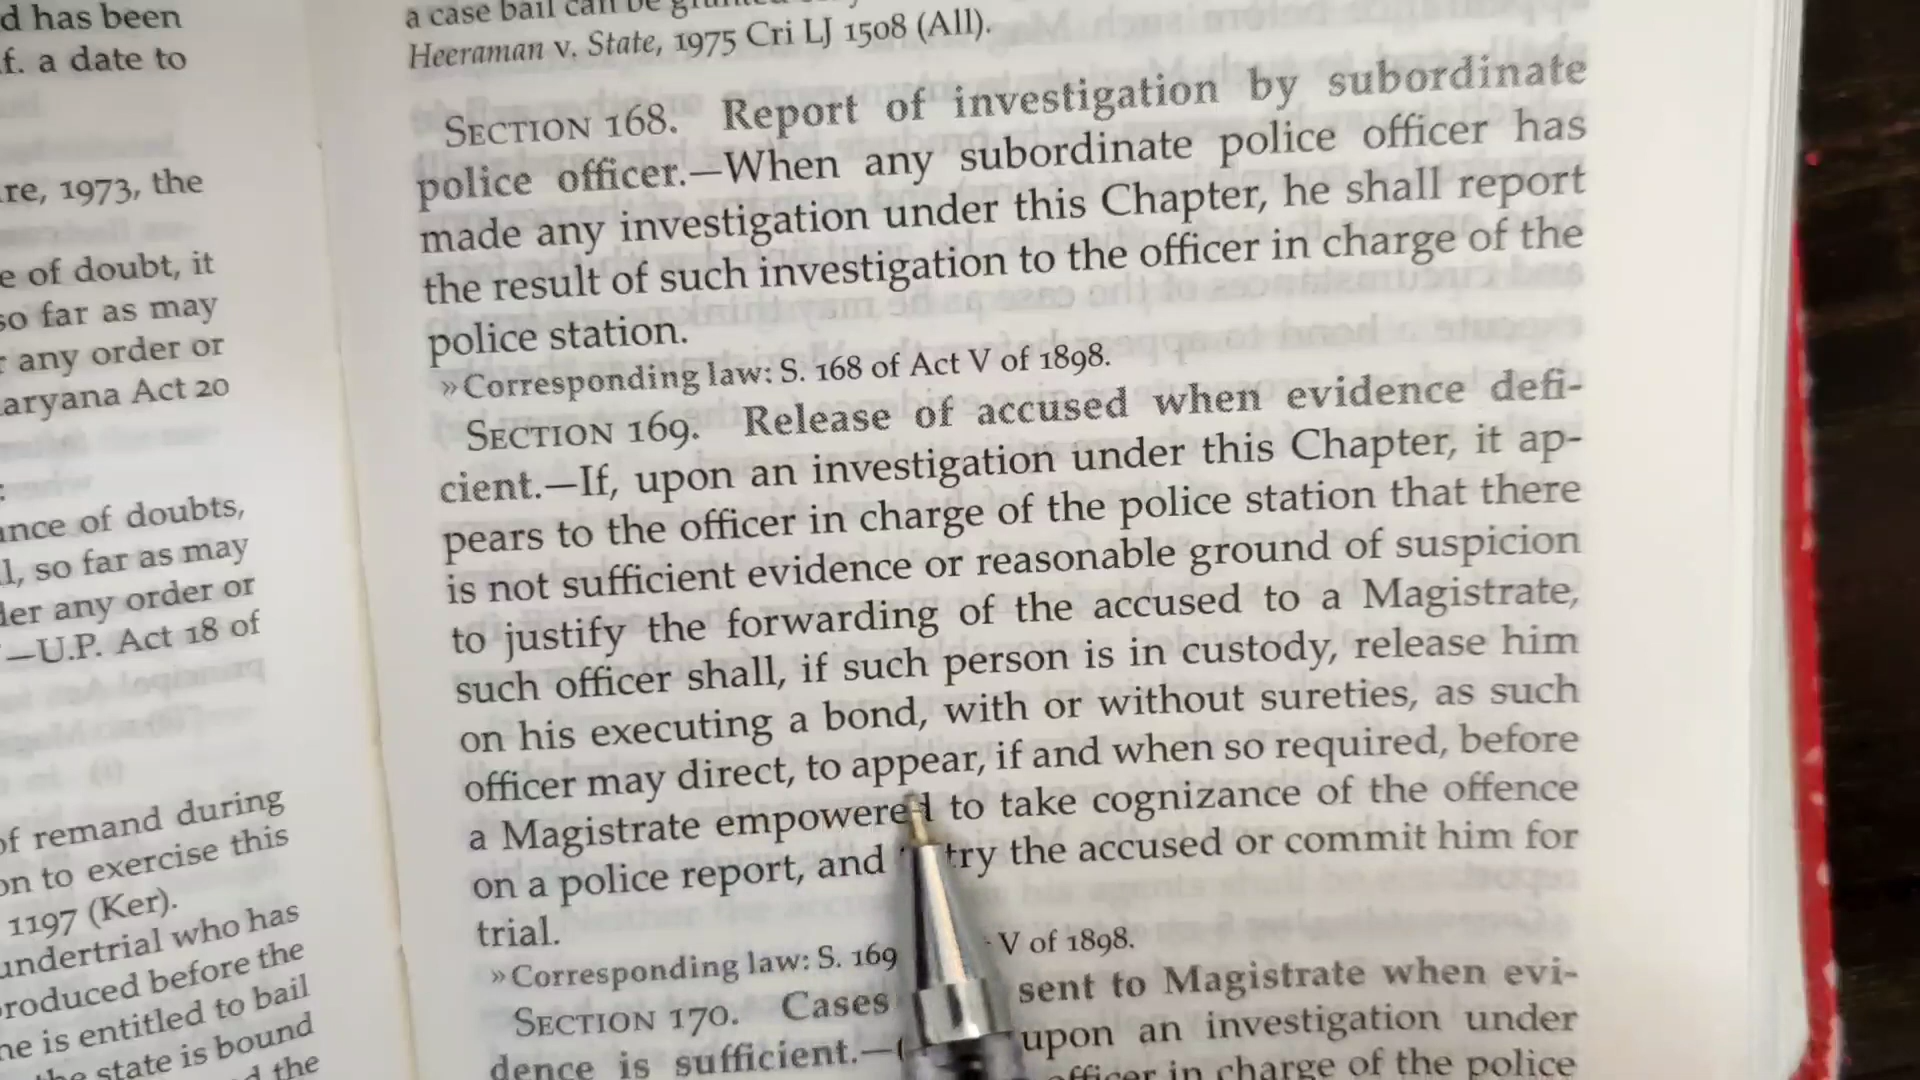 d has been
f. a date to
re, 1973, the
e of doubt, it
so far as may
any order or
aryana Act 20
:
ance of doubts,
l, so far as may
der any order or
—U.P. Act 18 of
of remand during
on to exercise this
1197 (Ker).
undertrial who has
produced before the
he is entitled to bail
the state is bound
the
a case bail can be
Heeraman v. State, 1975 Cri LJ 1508 (All).
SECTION 168. Report of investigation by subordinate
police officer.—When any subordinate police officer has
made any investigation under this Chapter, he shall report
the result of such investigation to the officer in charge of the
police station.
» Corresponding law: S. 168 of Act V of 1898.
SECTION 169. Release of accused when evidence defi-
cient.—If, upon an investigation under this Chapter, it ap-
pears to the officer in charge of the police station that there
is not sufficient evidence or reasonable ground of suspicion
to justify the forwarding of the accused to a Magistrate,
such officer shall, if such person is in custody, release him
on his executing a bond, with or without sureties, as such
officer may direct, to appear, if and when so required, before
a Magistrate empowered to take cognizance of the offence
on a police report, and try the accused or commit him for
trial.
» Corresponding law: S. 169 V of 1898.
SECTION 170. Cases sent to Magistrate when evi-
dence is sufficient.—( upon an investigation under
officer in charge of the police